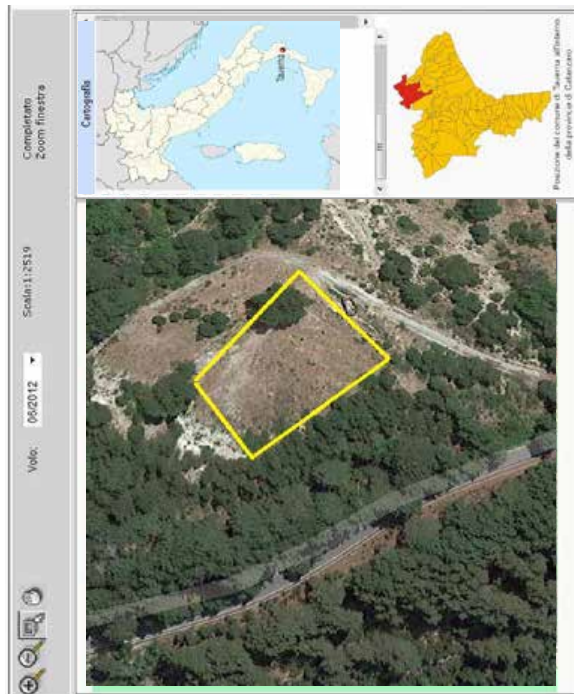 Volo: 06/2012 Scala:1:2519 Completato
Zoom finestra
Cartografia
Taverna
Posizione del comune di Taverna all'interno
della provincia di Catanzaro